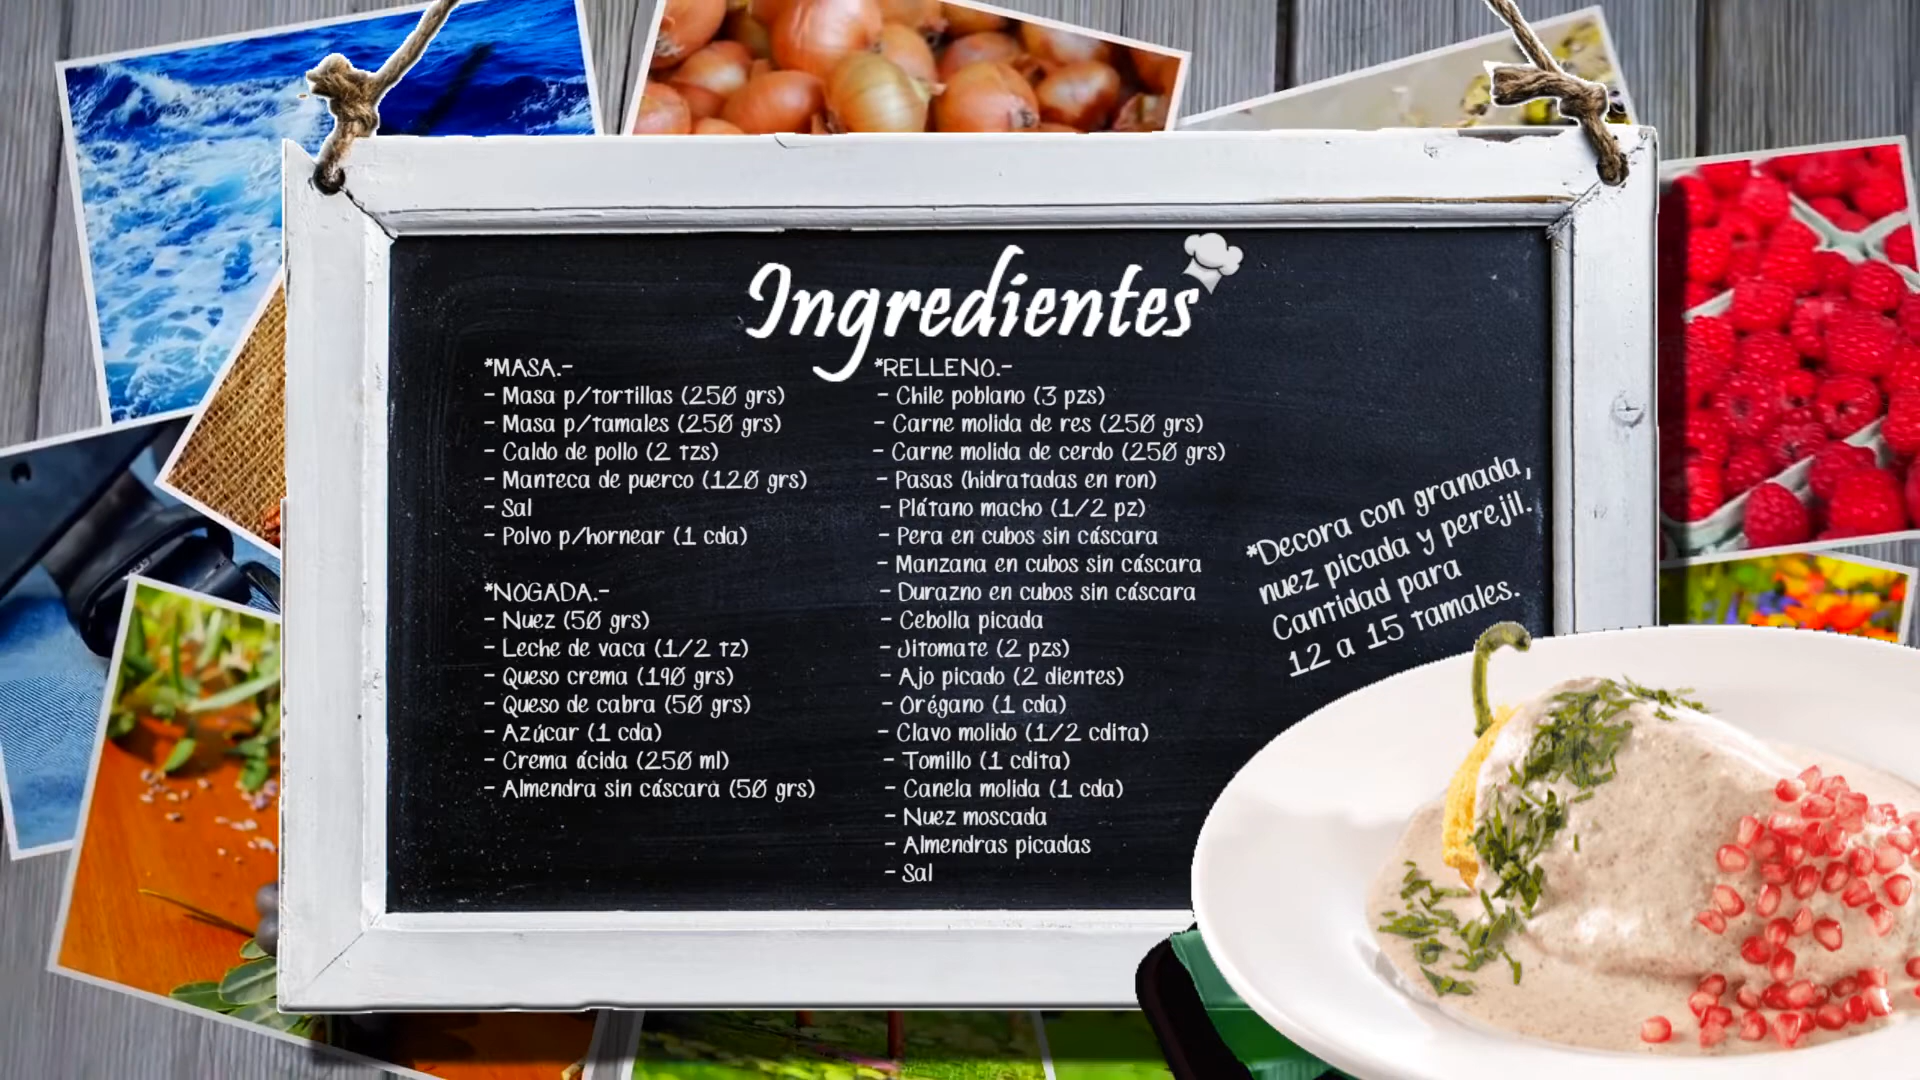 Ingredientes
*MASA.-
- Masa p/tortillas (250 grs)
- Masa p/tamales (250 grs)
- Caldo de pollo (2 tzs)
- Manteca de puerco (120 grs)
- Sal
- Polvo p/hornear (1 cda)
*NOGADA.-
- Nuez (50 grs)
- Leche de vaca (1/2 tz)
- Queso crema (190 grs)
- Queso de cabra (50 grs)
- Azúcar (1 cda)
- Crema ácida (250 ml)
- Almendra sin cáscara (50 grs)
*RELLENO.-
- Chile poblano (3 pzs)
- Carne molida de res (250 grs)
- Carne molida de cerdo (250 grs)
- Pasas (hidratadas en ron)
- Plátano macho (1/2 pz)
- Pera en cubos sin cáscara
- Manzana en cubos sin cáscara
- Durazno en cubos sin cáscara
- Cebolla picada
- Jitomate (2 pzs)
- Ajo picado (2 dientes)
- Orégano (1 cda)
- Clavo molido (1/2 cdita)
- Tomillo (1 cdita)
- Canela molida (1 cda)
- Nuez moscada
- Almendras picadas
- Sal
*Decora con granada,
nuez picada y perejil.
Cantidad para
12 a 15 tamales.